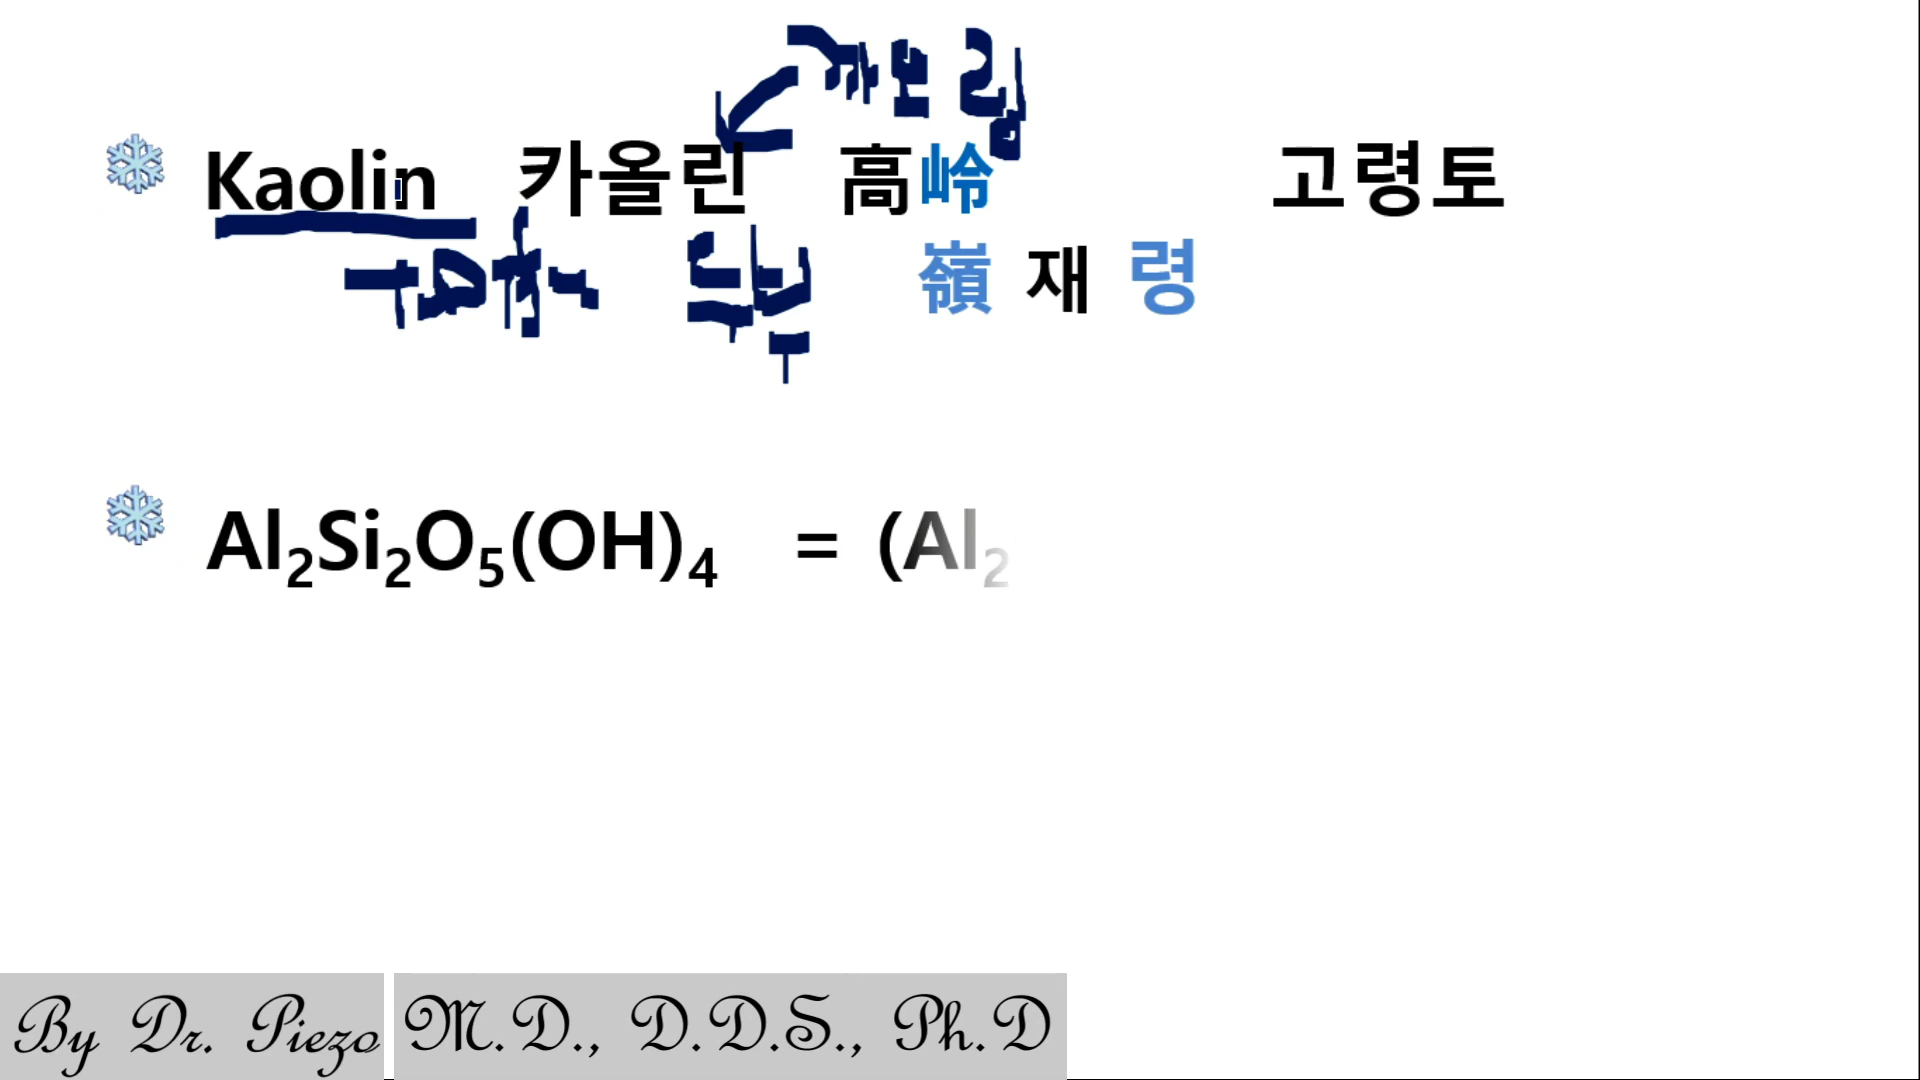 Kaolin 카올린 高岭 고령토
嶺 재 령
Al₂Si₂O₅(OH)₄ = (Al₂
By Dr. Piezo M.D., D.D.S., Ph.D